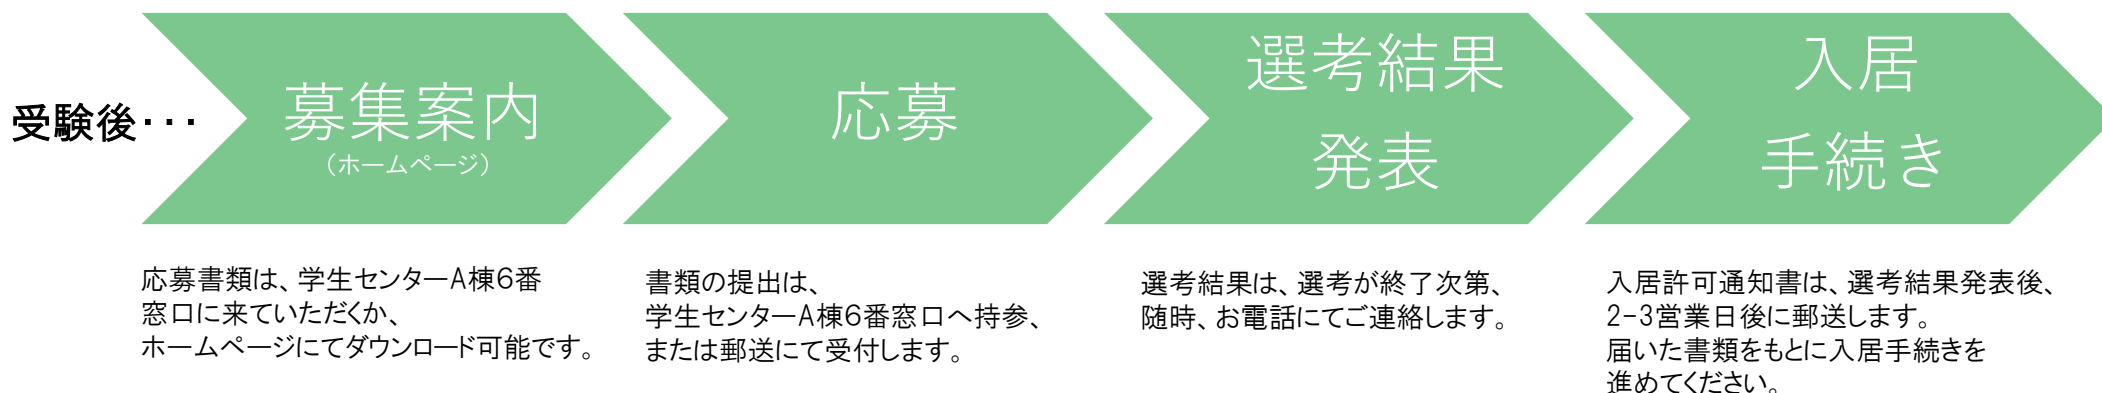 受験後・・・
募集案内
（ホームページ）
応募
選考結果
発表
入居
手続き
応募書類は、学生センターA棟6番
窓口に来ていただくか、
ホームページにてダウンロード可能です。
書類の提出は、
学生センターA棟6番窓口へ持参、
または郵送にて受付します。
選考結果は、選考が終了次第、
随時、お電話にてご連絡します。
入居許可通知書は、選考結果発表後、
2-3営業日後に郵送します。
届いた書類をもとに入居手続きを
進めてください。